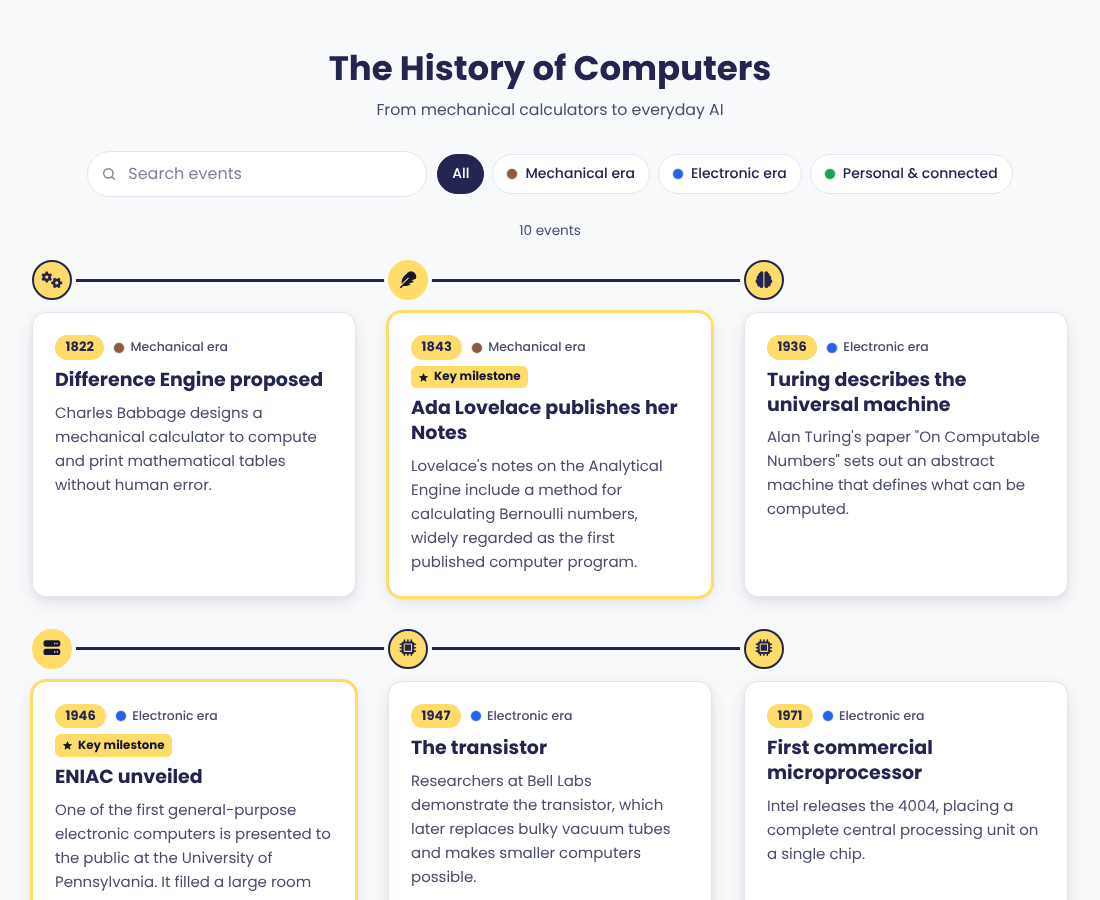 The History of Computers
From mechanical calculators to everyday AI
Search events
All
Mechanical era
Electronic era
Personal & connected
10 events
1822
Mechanical era
Difference Engine proposed
Charles Babbage designs a
mechanical calculator to compute
and print mathematical tables
without human error.
1843
Mechanical era
Key milestone
Ada Lovelace publishes her
Notes
Lovelace's notes on the Analytical
Engine include a method for
calculating Bernoulli numbers,
widely regarded as the first
published computer program.
1936
Electronic era
Turing describes the
universal machine
Alan Turing's paper "On Computable
Numbers" sets out an abstract
machine that defines what can be
computed.
1946
Electronic era
Key milestone
ENIAC unveiled
One of the first general-purpose
electronic computers is presented to
the public at the University of
Pennsylvania. It filled a large room
1947
Electronic era
The transistor
Researchers at Bell Labs
demonstrate the transistor, which
later replaces bulky vacuum tubes
and makes smaller computers
possible.
1971
Electronic era
First commercial
microprocessor
Intel releases the 4004, placing a
complete central processing unit on
a single chip.